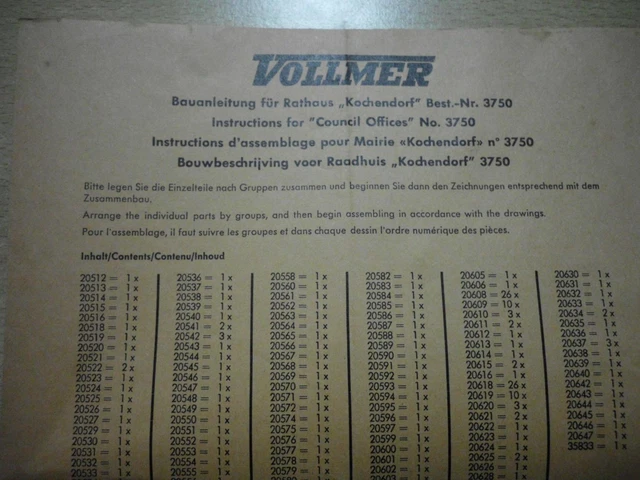 VOLLMER
Bauanleitung für Rathaus „Kochendorf" Best.-Nr. 3750
Instructions for "Council Offices" No. 3750
Instructions d'assemblage pour Mairie «Kochendorf» n° 3750
Bouwbeschrijving voor Raadhuis „Kochendorf" 3750
Bitte legen Sie die Einzelteile nach Gruppen zusammen und beginnen Sie dann den Zeichnungen entsprechend mit dem
Zusammenbau.
Arrange the individual parts by groups, and then begin assembling in accordance with the drawings.
Pour l'assemblage, il faut suivre les groupes et dans chaque dessin l'ordre numérique des pièces.
Inhalt/Contents/Contenu/Inhoud
20512 = 1 x
20513 = 1 x
20514 = 1 x
20515 = 1 x
20516 = 1 x
20518 = 1 x
20519 = 1 x
20520 = 1 x
20521 = 1 x
20522 = 2 x
20523 = 1 x
20524 = 1 x
20525 = 1 x
20526 = 1 x
20527 = 1 x
20529 = 1 x
20530 = 1 x
20531 = 1 x
20532 = 1 x
20533 = 1 x
20536 = 1 x
20537 = 1 x
20538 = 1 x
20539 = 1 x
20540 = 1 x
20541 = 2 x
20542 = 3 x
20543 = 1 x
20544 = 1 x
20545 = 1 x
20546 = 1 x
20547 = 1 x
20548 = 1 x
20549 = 1 x
20550 = 1 x
20551 = 1 x
20552 = 1 x
20553 = 1 x
20554 = 1 x
20558 = 1 x
20560 = 1 x
20561 = 1 x
20562 = 1 x
20563 = 1 x
20564 = 1 x
20565 = 1 x
20566 = 1 x
20567 = 1 x
20568 = 1 x
20569 = 1 x
20570 = 1 x
20571 = 1 x
20572 = 1 x
20574 = 1 x
20575 = 1 x
20576 = 1 x
20577 = 1 x
20578 = 1 x
20579 = 1 x
20582 = 1 x
20583 = 1 x
20584 = 1 x
20585 = 1 x
20586 = 1 x
20587 = 1 x
20588 = 1 x
20589 = 1 x
20590 = 1 x
20591 = 1 x
20592 = 1 x
20593 = 1 x
20594 = 1 x
20595 = 1 x
20596 = 1 x
20597 = 1 x
20599 = 1 x
20600 = 1 x
20601 = 1 x
20602 = 1 x
20605 = 1 x
20606 = 1 x
20608 = 26 x
20609 = 10 x
20610 = 3 x
20611 = 2 x
20612 = 1 x
20613 = 1 x
20614 = 1 x
20615 = 2 x
20616 = 1 x
20618 = 26 x
20619 = 10 x
20620 = 3 x
20621 = 2 x
20622 = 1 x
20623 = 1 x
20624 = 1 x
20625 = 2 x
20626 = 1 x
20628 = 1 x
20630 = 1 x
20631 = 1 x
20632 = 1 x
20633 = 1 x
20634 = 2 x
20635 = 1 x
20636 = 1 x
20637 = 3 x
20638 = 1 x
20639 = 1 x
20640 = 1 x
20642 = 1 x
20643 = 1 x
20644 = 1 x
20645 = 1 x
20646 = 1 x
20647 = 1 x
35833 = 1 x